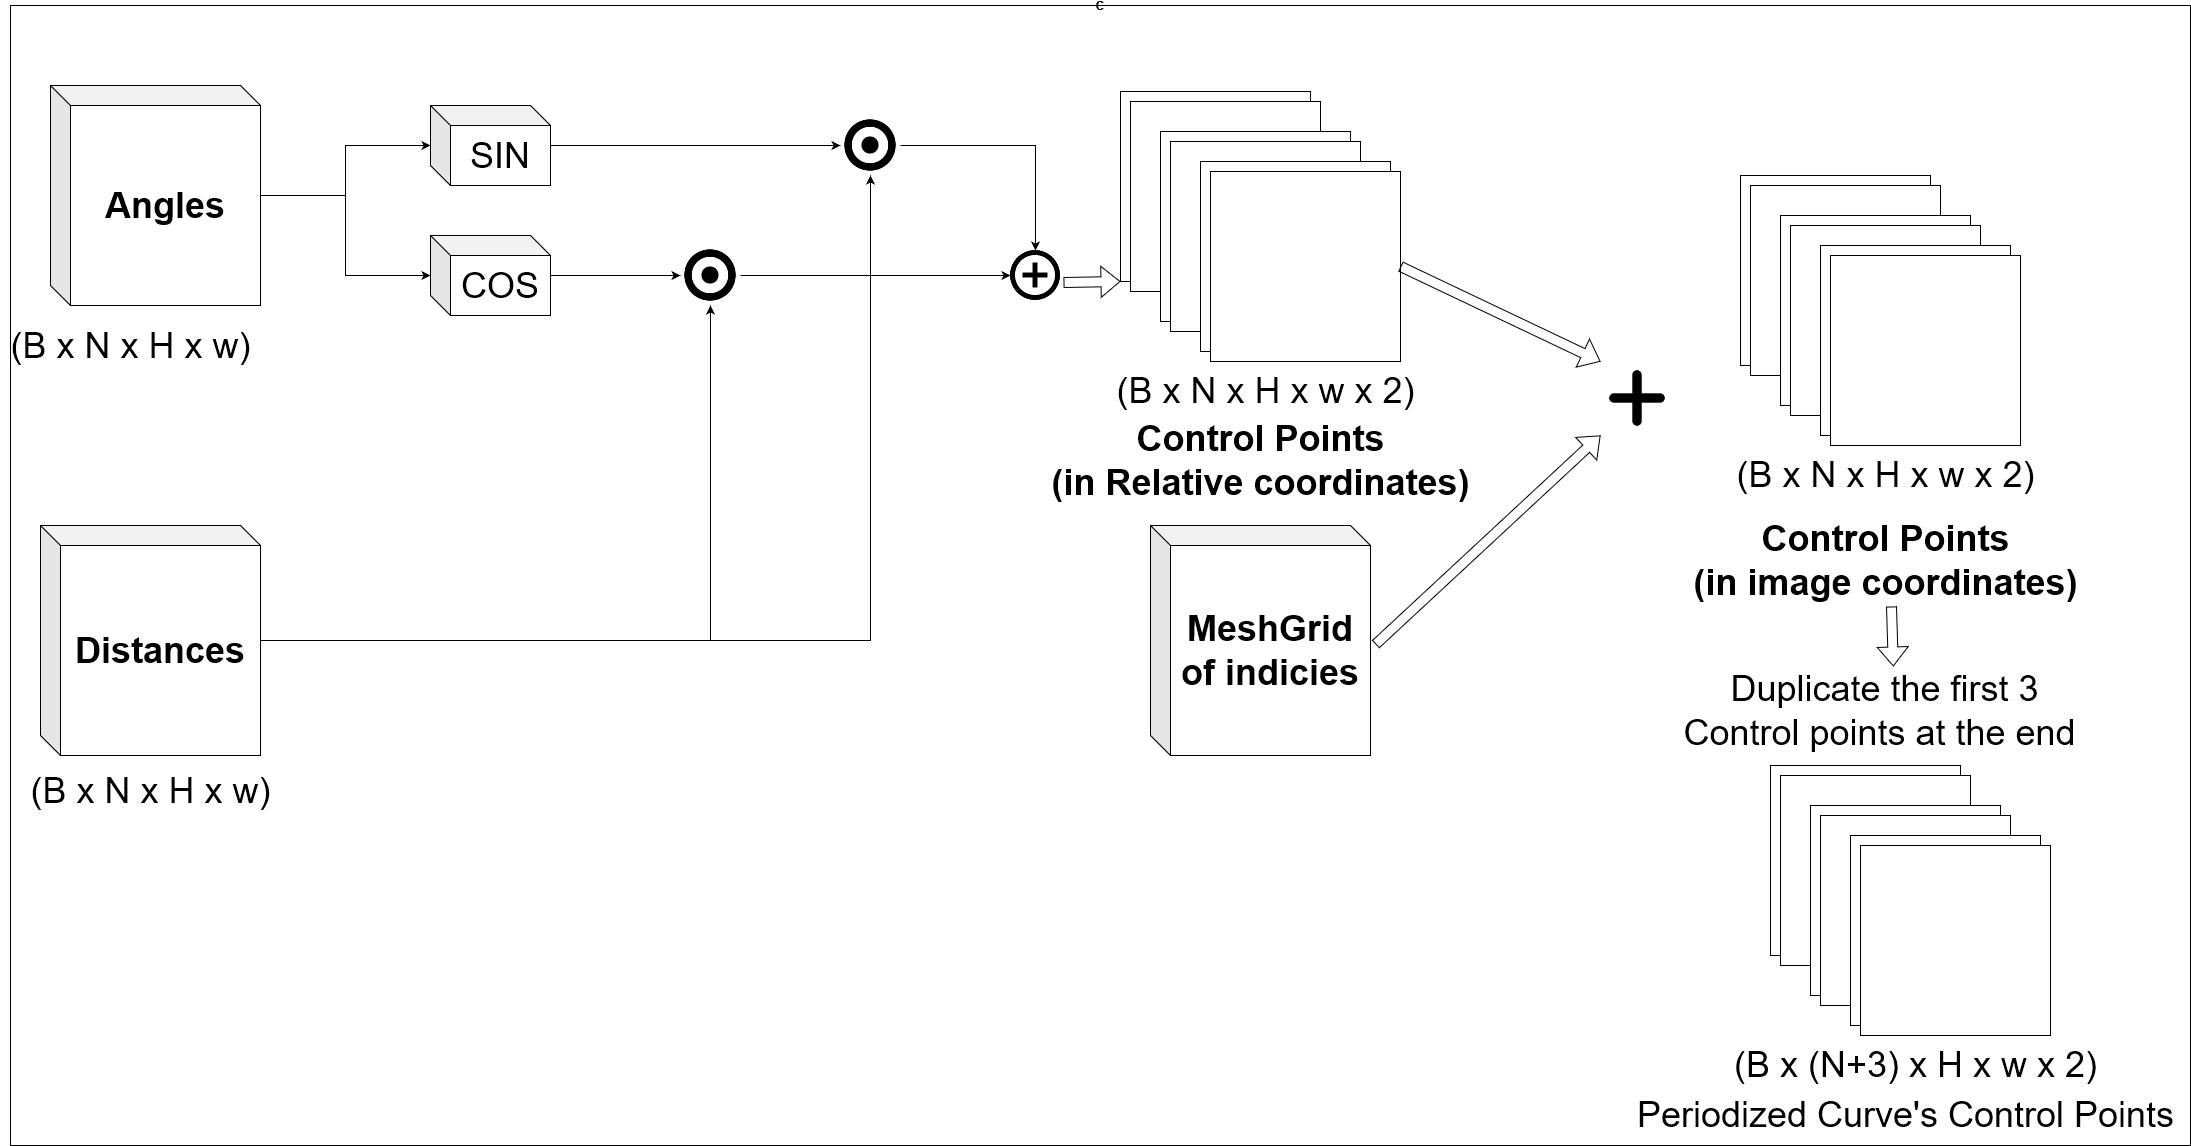 c
Angles
(B x N x H x w)
SIN
COS
Distances
(B x N x H x w)
(B x N x H x w x 2)
Control Points
(in Relative coordinates)
MeshGrid
of indicies
(B x N x H x w x 2)
Control Points
(in image coordinates)
Duplicate the first 3
Control points at the end
(B x (N+3) x H x w x 2)
Periodized Curve's Control Points